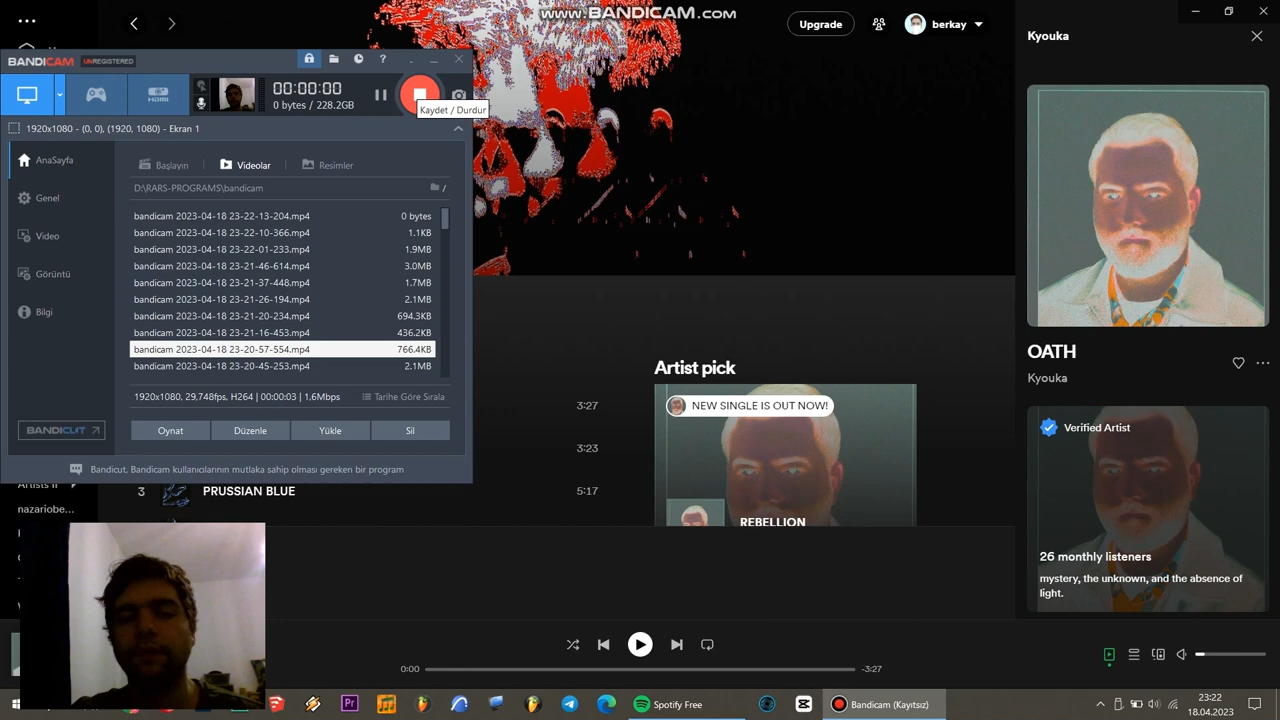 www.BANDICAM.com
Upgrade
berkay
BANDICAM UNREGISTERED
00:00:00
0 bytes / 228.2GB
HDMI
Kaydet / Durdur
1920x1080 - (0, 0), (1920, 1080) - Ekran 1
AnaSayfa
Genel
Video
Görüntü
Bilgi
BANDICUT
Başlayın
Videolar
Resimler
D:\RARS-PROGRAMS\bandicam
bandicam 2023-04-18 23-22-13-204.mp4 0 bytes
bandicam 2023-04-18 23-22-10-366.mp4 1.1KB
bandicam 2023-04-18 23-22-01-233.mp4 1.9MB
bandicam 2023-04-18 23-21-46-614.mp4 3.0MB
bandicam 2023-04-18 23-21-37-448.mp4 1.7MB
bandicam 2023-04-18 23-21-26-194.mp4 2.1MB
bandicam 2023-04-18 23-21-20-234.mp4 694.3KB
bandicam 2023-04-18 23-21-16-453.mp4 436.2KB
bandicam 2023-04-18 23-20-57-554.mp4 766.4KB
bandicam 2023-04-18 23-20-45-253.mp4 2.1MB
1920x1080, 29,748fps, H264 | 00:00:03 | 1,6Mbps
Tarihe Göre Sırala
Oynat
Düzenle
Yükle
Sil
Bandicut, Bandicam kullanıcılarının mutlaka sahip olması gereken bir program
nazariobe...
3:27
3:23
3 PRUSSIAN BLUE 5:17
Artist pick
NEW SINGLE IS OUT NOW!
REBELLION
Kyouka
OATH
Kyouka
Verified Artist
26 monthly listeners
mystery, the unknown, and the absence of
light.
0:00
-3:27
Pr
Spotify Free
Bandicam (Kayıtsız)
23:22
18.04.2023